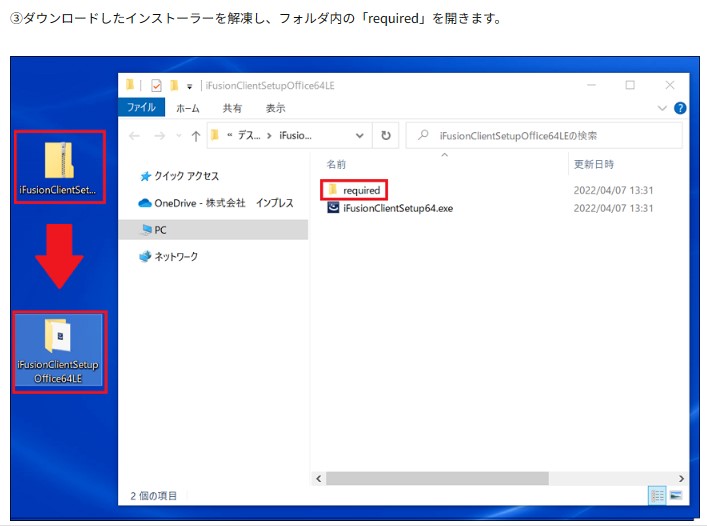 ③ダウンロードしたインストーラーを解凍し、フォルダ内の「required」を開きます。
iFusionClientSetupOffice64LE
ファイル ホーム 共有 表示
« デス... › iFusio... iFusionClientSetupOffice64LEの検索
名前 更新日時
iFusionClientSet...
クイック アクセス
OneDrive - 株式会社 インプレス
PC
ネットワーク
required 2022/04/07 13:31
iFusionClientSetup64.exe 2022/04/07 13:31
iFusionClientSetup
Office64LE
2 個の項目